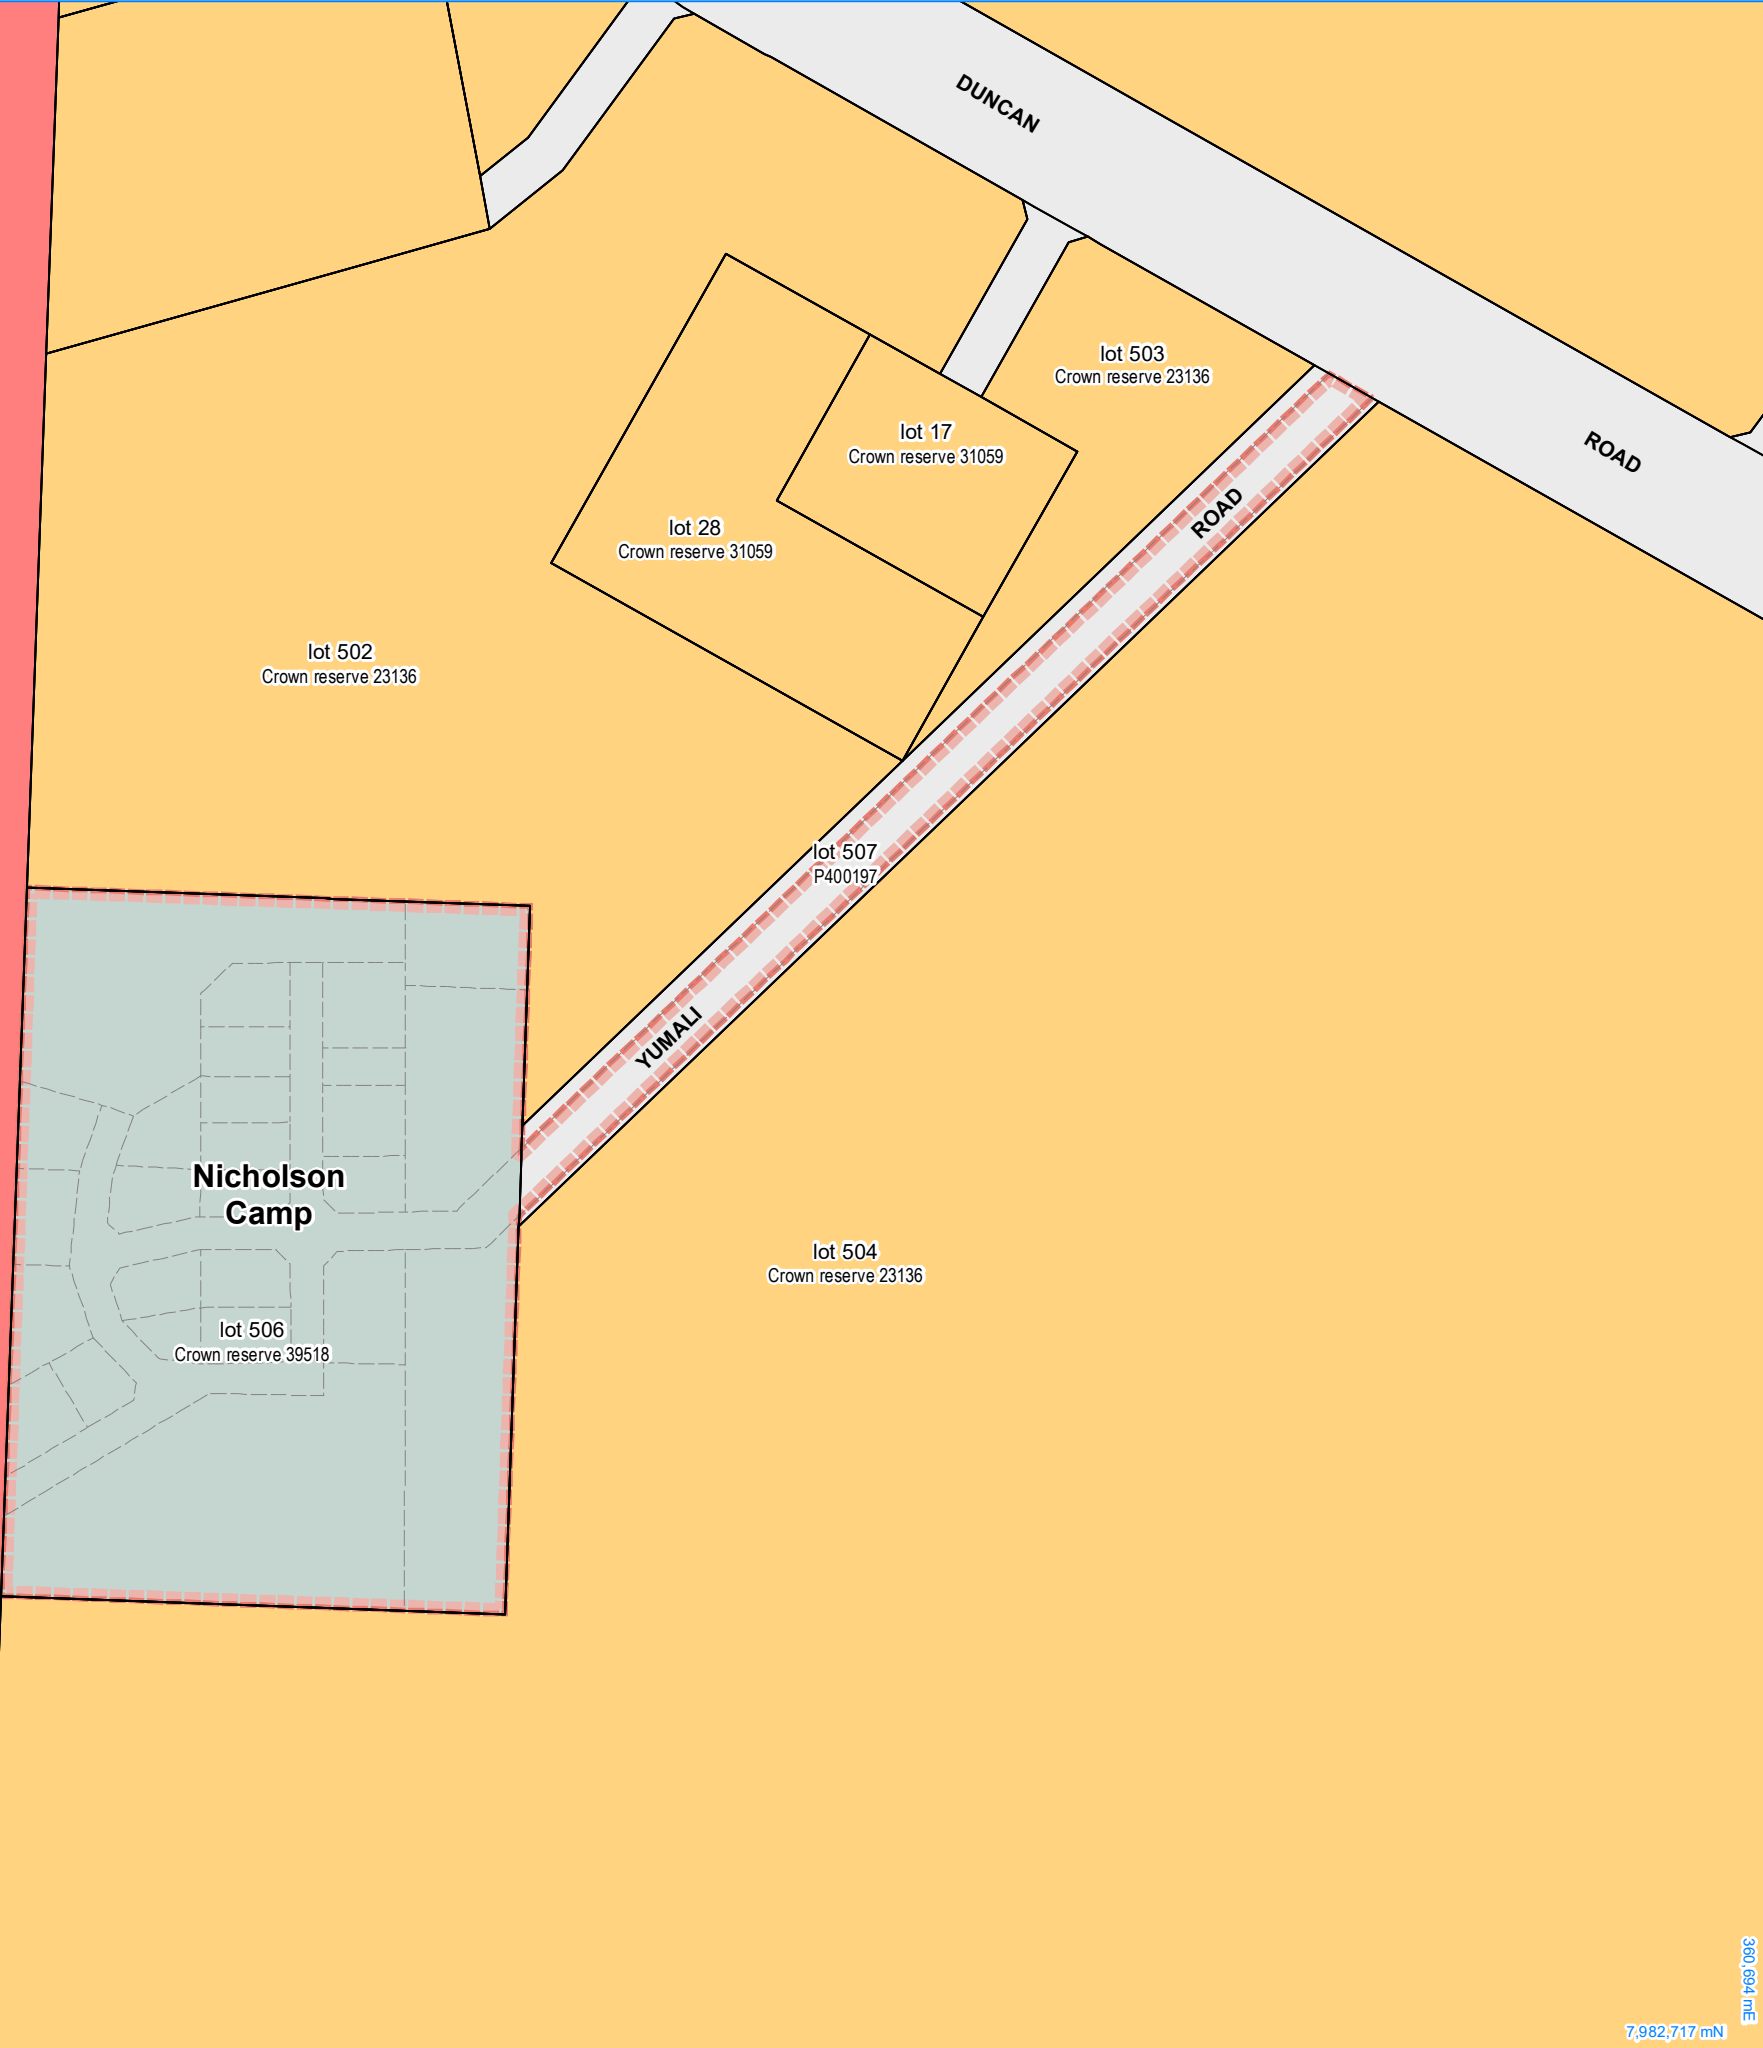 DUNCAN
ROAD
lot 503
Crown reserve 23136
lot 17
Crown reserve 31059
lot 28
Crown reserve 31059
ROAD
lot 502
Crown reserve 23136
lot 507
P400197
YUMALI
Nicholson
Camp
lot 504
Crown reserve 23136
lot 506
Crown reserve 39518
360,694 mE
7,982,717 mN